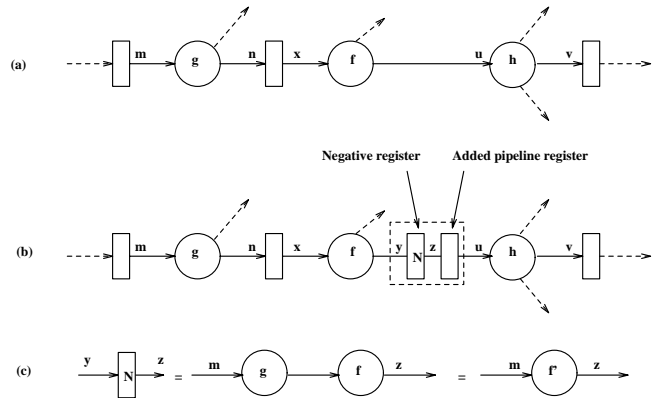 (a) m g n x f u h v
Negative register Added pipeline register
(b) m g n x f y N z u h v
(c) y N z = m g f z = m f' z